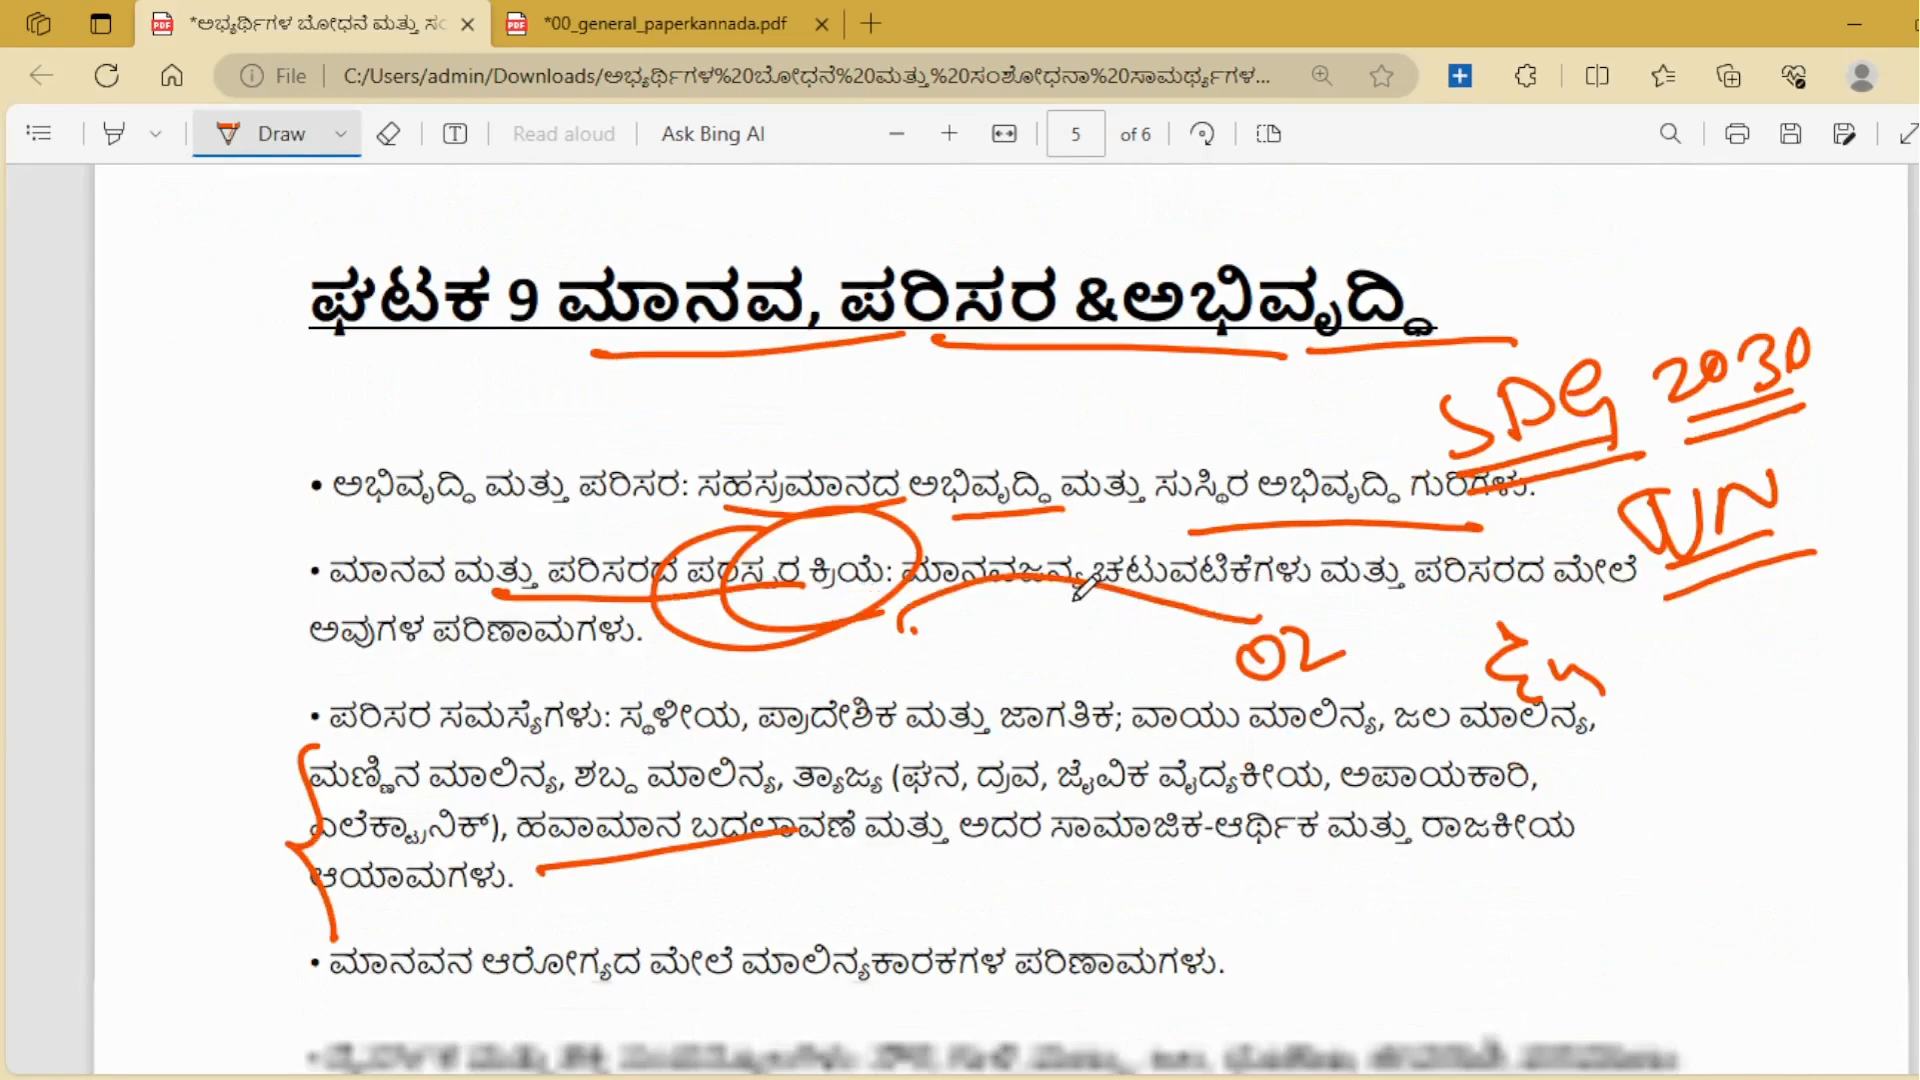 *ಅಭ್ಯರ್ಥಿಗಳ ಬೋಧನೆ ಮತ್ತು
*00_general_paperkannada.pdf
File
C:/Users/admin/Downloads/ಅಭ್ಯರ್ಥಿಗಳ%20ಬೋಧನೆ%20ಮತ್ತು%20ಸಂಶೋಧನಾ%20ಸಾಮರ್ಥ್ಯಗಳ...
Draw
Read aloud
Ask Bing AI
5 of 6
ಘಟಕ 9 ಮಾನವ, ಪರಿಸರ &ಅಭಿವೃದ್ಧಿ
SDG 2030
• ಅಭಿವೃದ್ಧಿ ಮತ್ತು ಪರಿಸರ: ಸಹಸ್ರಮಾನದ ಅಭಿವೃದ್ಧಿ ಮತ್ತು ಸುಸ್ಥಿರ ಅಭಿವೃದ್ಧಿ ಗುರಿಗಳು.
UN
• ಮಾನವ ಮತ್ತು ಪರಿಸರದ ಪರಸ್ಪರ ಕ್ರಿಯೆ: ಮಾನವಜನ್ಯ ಚಟುವಟಿಕೆಗಳು ಮತ್ತು ಪರಿಸರದ ಮೇಲೆ
ಅವುಗಳ ಪರಿಣಾಮಗಳು.
02
• ಪರಿಸರ ಸಮಸ್ಯೆಗಳು: ಸ್ಥಳೀಯ, ಪ್ರಾದೇಶಿಕ ಮತ್ತು ಜಾಗತಿಕ; ವಾಯು ಮಾಲಿನ್ಯ, ಜಲ ಮಾಲಿನ್ಯ,
ಮಣ್ಣಿನ ಮಾಲಿನ್ಯ, ಶಬ್ದ ಮಾಲಿನ್ಯ, ತ್ಯಾಜ್ಯ (ಘನ, ದ್ರವ, ಜೈವಿಕ ವೈದ್ಯಕೀಯ, ಅಪಾಯಕಾರಿ,
ಎಲೆಕ್ಟ್ರಾನಿಕ್), ಹವಾಮಾನ ಬದಲಾವಣೆ ಮತ್ತು ಅದರ ಸಾಮಾಜಿಕ-ಆರ್ಥಿಕ ಮತ್ತು ರಾಜಕೀಯ
ಆಯಾಮಗಳು.
• ಮಾನವನ ಆರೋಗ್ಯದ ಮೇಲೆ ಮಾಲಿನ್ಯಕಾರಕಗಳ ಪರಿಣಾಮಗಳು.